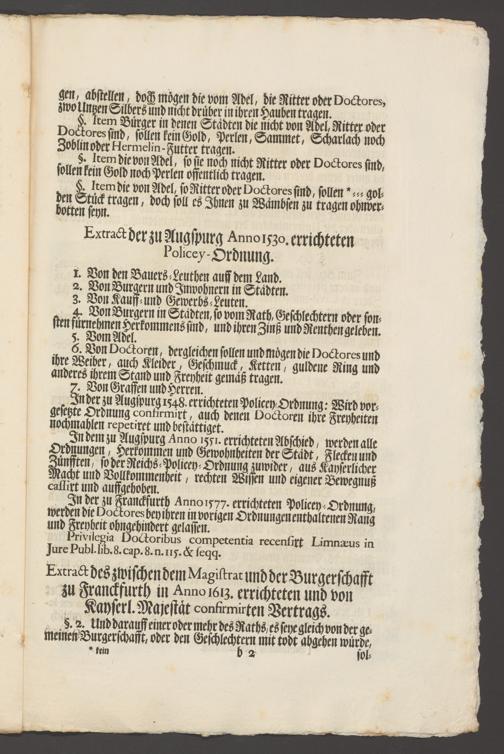 gen, abstellen, doch mögen die vom Adel, die Ritter oder Doctores,
zwo Untzen Silbers und nicht drüber in ihren Hauben tragen.
§. Item Bürger in denen Städten die nicht von Adel, Ritter oder
Doctores sind, sollen kein Gold, Perlen, Sammet, Scharlach noch
Zoblin oder Hermelin-Futter tragen.
§. Item die von Adel, so sie noch nicht Ritter oder Doctores sind,
sollen kein Gold noch Perlen offentlich tragen.
§. Item die von Adel, so Ritter oder Doctores sind, sollen *-- gol-
den Stück tragen, doch soll es Ihnen zu Wämbsen zu tragen ohnver-
botten seyn.
Extract der zu Augspurg Anno 1530. errichteten
Policey-Ordnung.
1. Von den Bauers-Leuthen auff dem Land.
2. Von Burgern und Inwohnern in Städten.
3. Von Kauff- und Gewerbs-Leuten.
4. Von Burgern in Städten, so vom Rath, Geschlechtern oder son-
sten fürnehmen Herkommens sind, und ihren Zinß und Renthen geleben.
5. Vom Adel.
6. Von Doctoren, dergleichen sollen und mögen die Doctores und
ihre Weiber, auch Kleider, Geschmuck, Ketten, guldene Ring und
anderes ihrem Stand und Freyheit gemäß tragen.
7. Von Graffen und Herren.
In der zu Augspurg 1548. errichteten Policey-Ordnung: Wird vor-
gesetzte Ordnung confirmirt, auch denen Doctoren ihre Freyheiten
nochmahlen repetiret und bestättiget.
In dem zu Augspurg Anno 1551. errichteten Abschied, werden alle
Ordnungen, Herkommen und Gewohnheiten der Städt, Flecken und
Zünfften, so der Reichs-Policey-Ordnung zuwider, aus Kayserlicher
Macht und Vollkommenheit, rechten Wissen und eigener Bewegnuß
cassirt und auffgehoben.
In der zu Franckfurth Anno 1577. errichteten Policey-Ordnung,
werden die Doctores bey ihren in vorigen Ordnungen enthaltenen Rang
und Freyheit ohngehindert gelassen.
Privilegia Doctoribus competentia recensirt Limnæus in
Jure Publ. lib. 8. cap. 8. n. 115. & seqq.
Extract des zwischen dem Magistrat und der Burgerschafft
zu Franckfurth in Anno 1613. errichteten und von
Kayserl. Majestät confirmirten Vertrags.
§. 2. Und darauff einer oder mehr des Raths, es seye gleich von der ge-
meinen Burgerschafft, oder den Geschlechtern mit todt abgehen würde,
* kein b 2 sol-